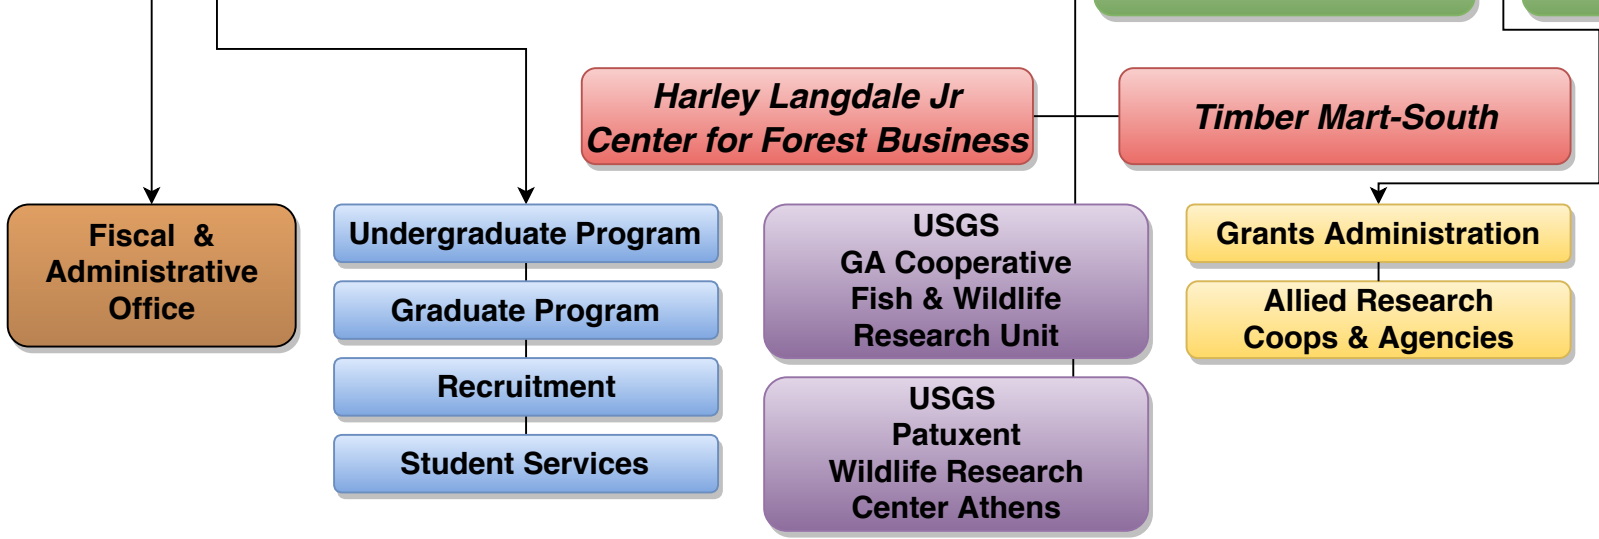 Harley Langdale Jr
Center for Forest Business
Timber Mart-South
Fiscal &
Administrative
Office
Undergraduate Program
Graduate Program
Recruitment
Student Services
USGS
GA Cooperative
Fish & Wildlife
Research Unit
USGS
Patuxent
Wildlife Research
Center Athens
Grants Administration
Allied Research
Coops & Agencies